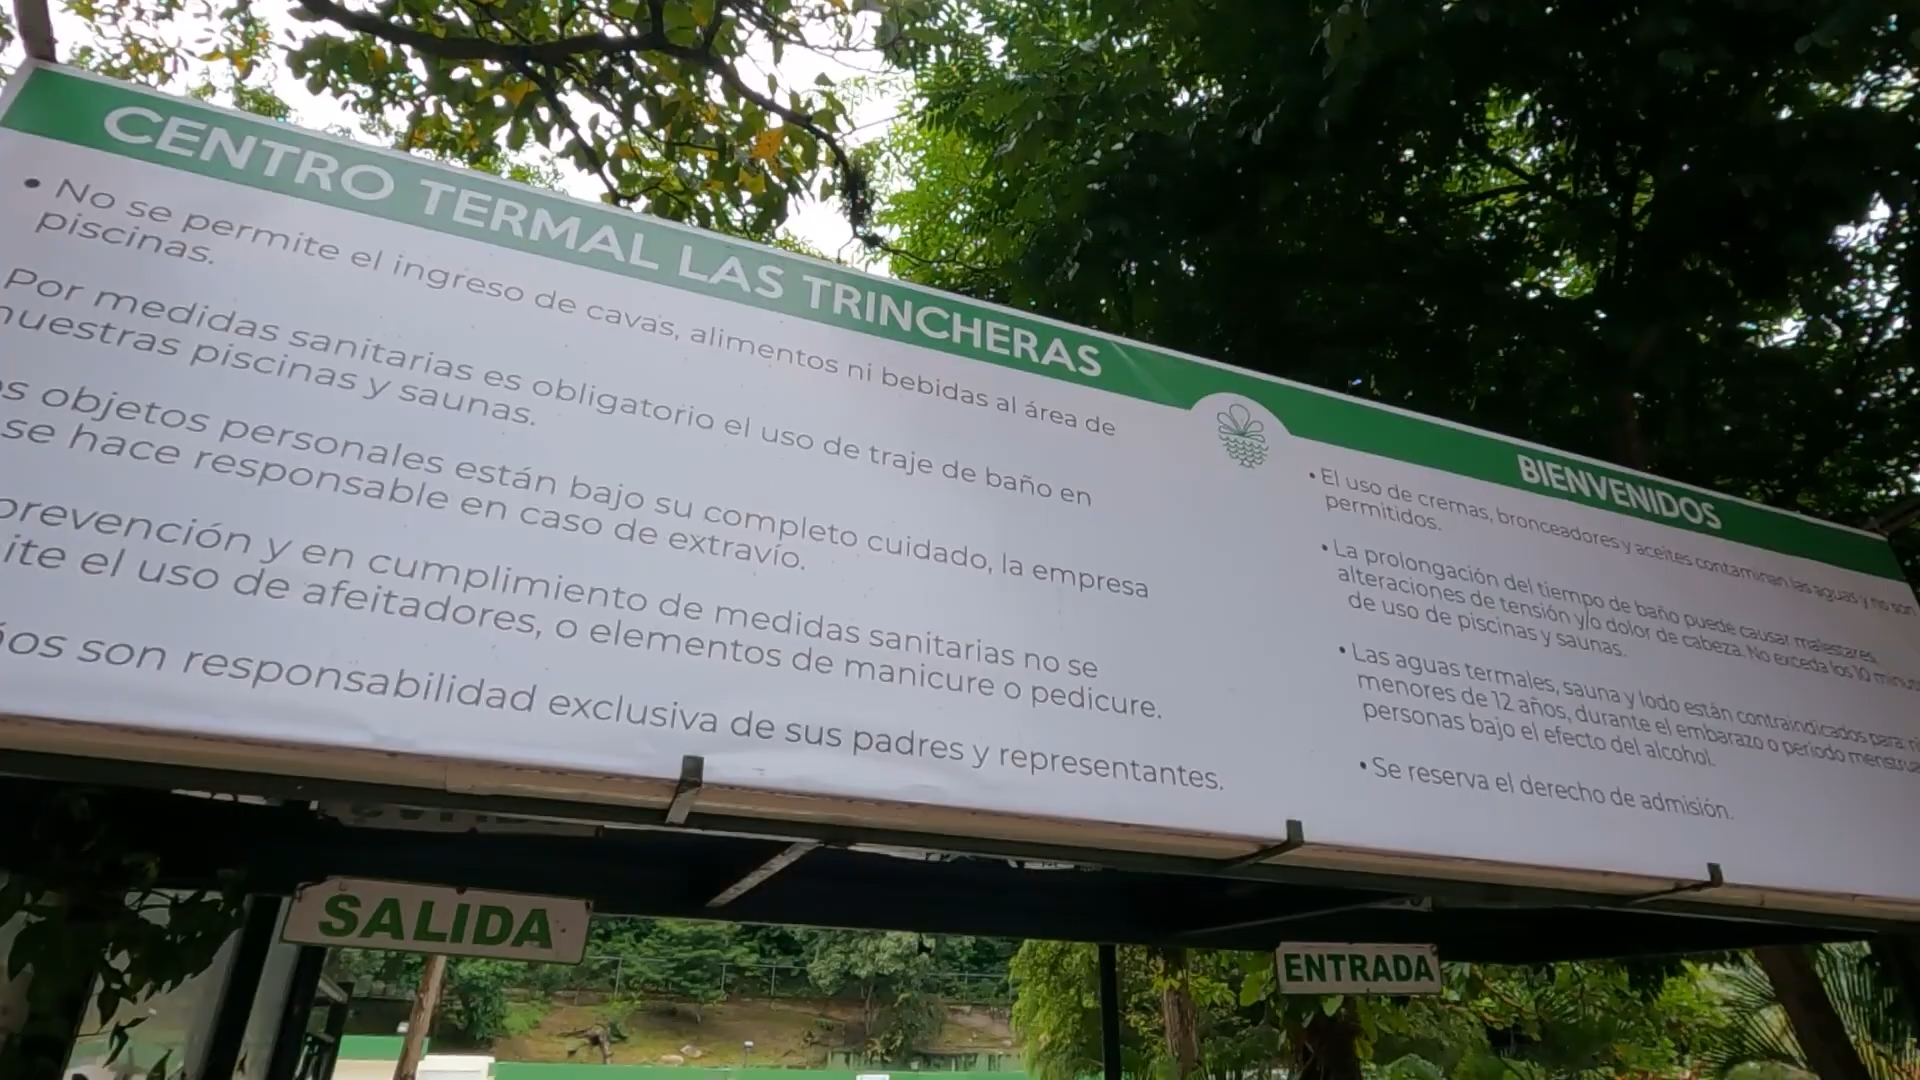 CENTRO TERMAL LAS TRINCHERAS
• No se permite el ingreso de cavas, alimentos ni bebidas al área de
piscinas.
Por medidas sanitarias es obligatorio el uso de traje de baño en
nuestras piscinas y saunas.
os objetos personales están bajo su completo cuidado, la empresa
se hace responsable en caso de extravío.
prevención y en cumplimiento de medidas sanitarias no se
ite el uso de afeitadores, o elementos de manicure o pedicure.
ños son responsabilidad exclusiva de sus padres y representantes.
BIENVENIDOS
• El uso de cremas, bronceadores y aceites contaminan las aguas y no son
permitidos.
• La prolongación del tiempo de baño puede causar malestares,
alteraciones de tensión y/o dolor de cabeza. No exceda los 10 minut
de uso de piscinas y saunas.
• Las aguas termales, sauna y lodo están contraindicados para
menores de 12 años, durante el embarazo o período menstrua
personas bajo el efecto del alcohol.
• Se reserva el derecho de admisión.
SALIDA
ENTRADA